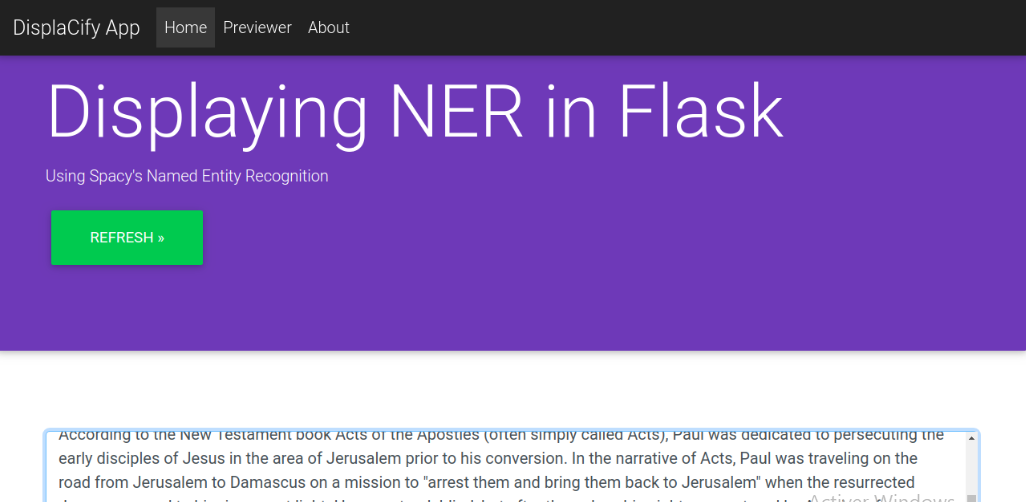 DisplaCify App Home Previewer About
Displaying NER in Flask
Using Spacy's Named Entity Recognition
REFRESH »
According to the New Testament book Acts of the Apostles (often simply called Acts), Paul was dedicated to persecuting the
early disciples of Jesus in the area of Jerusalem prior to his conversion. In the narrative of Acts, Paul was traveling on the
road from Jerusalem to Damascus on a mission to "arrest them and bring them back to Jerusalem" when the resurrected
Activer Windows